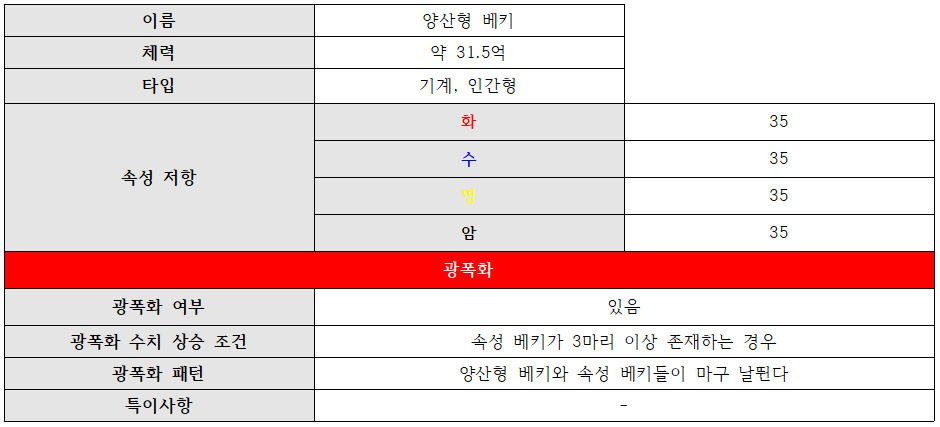 이름 양산형 베키
체력 약 31.5억
타입 기계, 인간형
속성 저항
화 35
수 35
명 35
암 35
광폭화
광폭화 여부 있음
광폭화 수치 상승 조건 속성 베키가 3마리 이상 존재하는 경우
광폭화 패턴 양산형 베키와 속성 베키들이 마구 날뛴다
특이사항 -